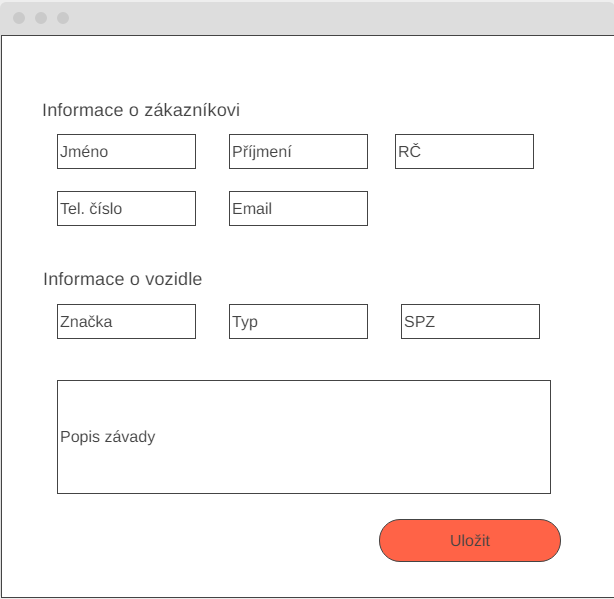 Informace o zákazníkovi
Jméno
Příjmení
RČ
Tel. číslo
Email
Informace o vozidle
Značka
Typ
SPZ
Popis závady
Uložit